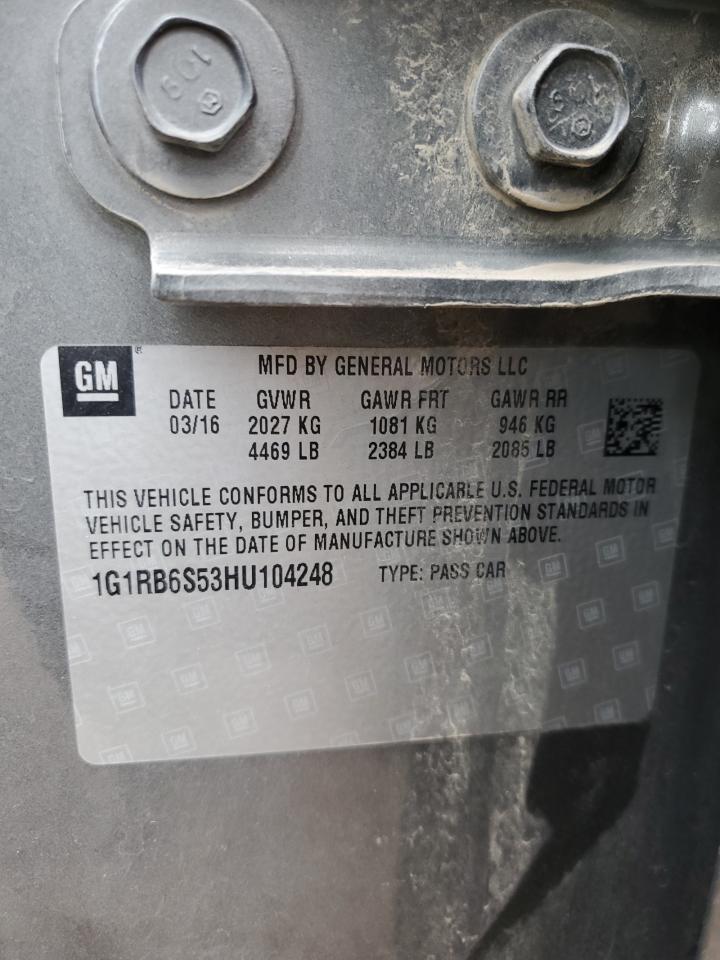 109
GM
MFD BY GENERAL MOTORS LLC
DATE GVWR GAWR FRT GAWR RR
03/16 2027 KG 1081 KG 946 KG
4469 LB 2384 LB 2085 LB
THIS VEHICLE CONFORMS TO ALL APPLICABLE U.S. FEDERAL MOTOR
VEHICLE SAFETY, BUMPER, AND THEFT PREVENTION STANDARDS IN
EFFECT ON THE DATE OF MANUFACTURE SHOWN ABOVE.
1G1RB6S53HU104248 TYPE: PASS CAR